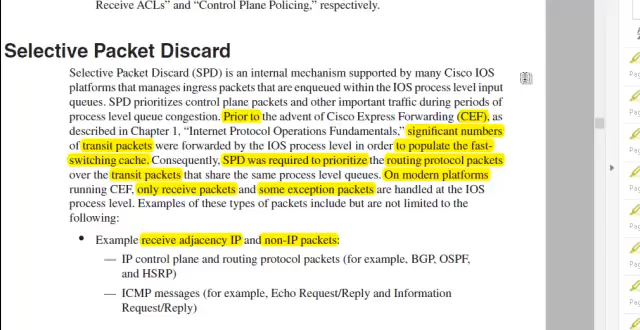 Receive ACLs” and “Control Plane Policing,” respectively.
Selective Packet Discard
Selective Packet Discard (SPD) is an internal mechanism supported by many Cisco IOS
platforms that manages ingress packets that are enqueued within the IOS process level input
queues. SPD prioritizes control plane packets and other important traffic during periods of
process level queue congestion. Prior to the advent of Cisco Express Forwarding (CEF), as
described in Chapter 1, “Internet Protocol Operations Fundamentals,” significant numbers
of transit packets were forwarded by the IOS process level in order to populate the fast-
switching cache. Consequently, SPD was required to prioritize the routing protocol packets
over the transit packets that share the same process level queues. On modern platforms
running CEF, only receive packets and some exception packets are handled at the IOS
process level. Examples of these types of packets include but are not limited to the
following:
• Example receive adjacency IP and non-IP packets:
— IP control plane and routing protocol packets (for example, BGP, OSPF,
and HSRP)
— ICMP messages (for example, Echo Request/Reply and Information
Request/Reply)
Pag
Pag
Pag
Pag
Pag
Pag